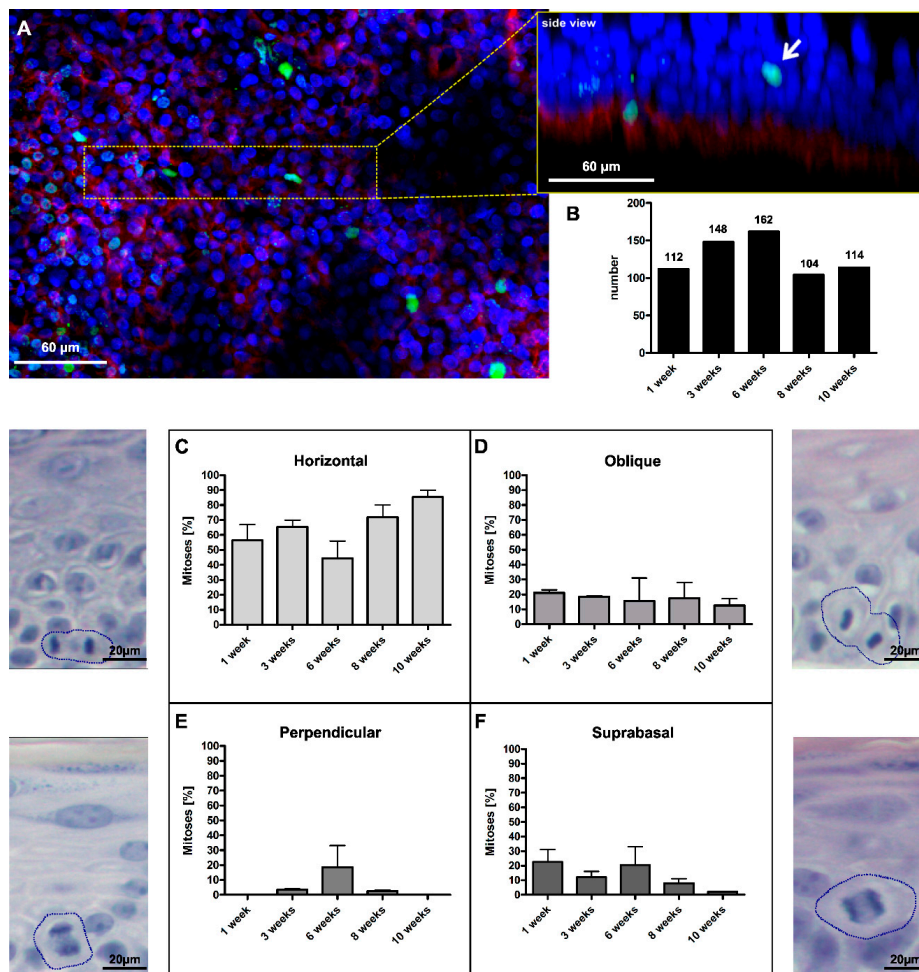 A
side view
60 µm
60 µm
B
number
200
150
100
50
0
112
148
162
104
114
1 week
3 weeks
6 weeks
8 weeks
10 weeks
C
Horizontal
Mitoses [%]
100
90
80
70
60
50
40
30
20
10
0
1 week
3 weeks
6 weeks
8 weeks
10 weeks
D
Oblique
Mitoses [%]
100
90
80
70
60
50
40
30
20
10
0
1 week
3 weeks
6 weeks
8 weeks
10 weeks
20µm
20µm
E
Perpendicular
Mitoses [%]
100
90
80
70
60
50
40
30
20
10
0
1 week
3 weeks
6 weeks
8 weeks
10 weeks
F
Suprabasal
Mitoses [%]
100
90
80
70
60
50
40
30
20
10
0
1 week
3 weeks
6 weeks
8 weeks
10 weeks
20µm
20µm